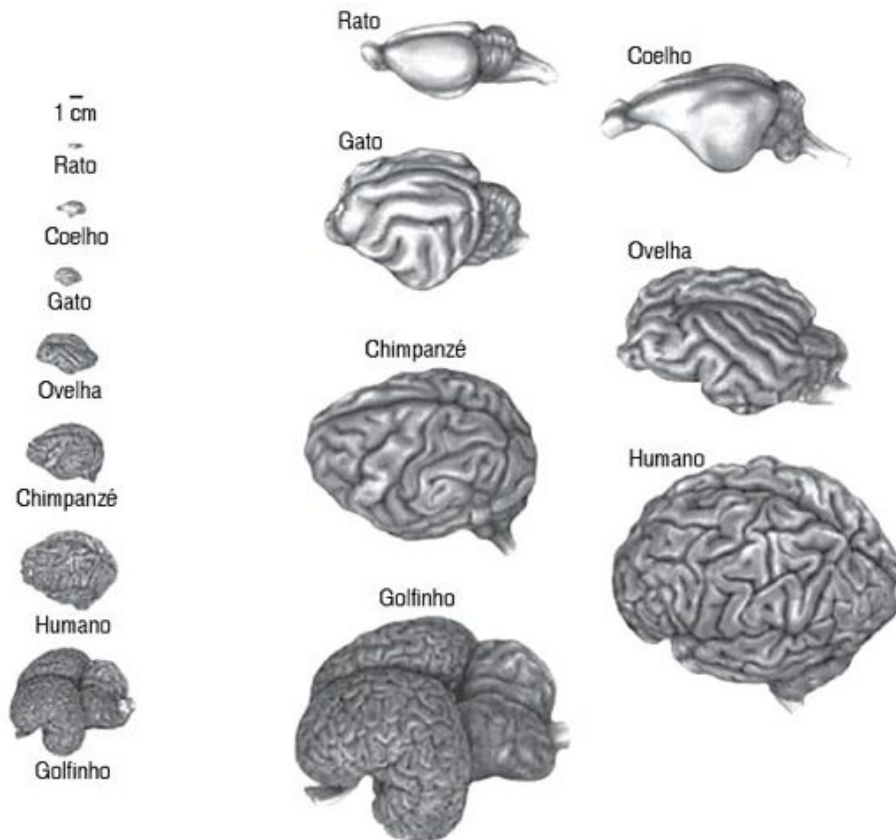 1 cm
Rato
Coelho
Gato
Ovelha
Chimpanzé
Humano
Golfinho
Rato
Coelho
Gato
Ovelha
Chimpanzé
Humano
Golfinho